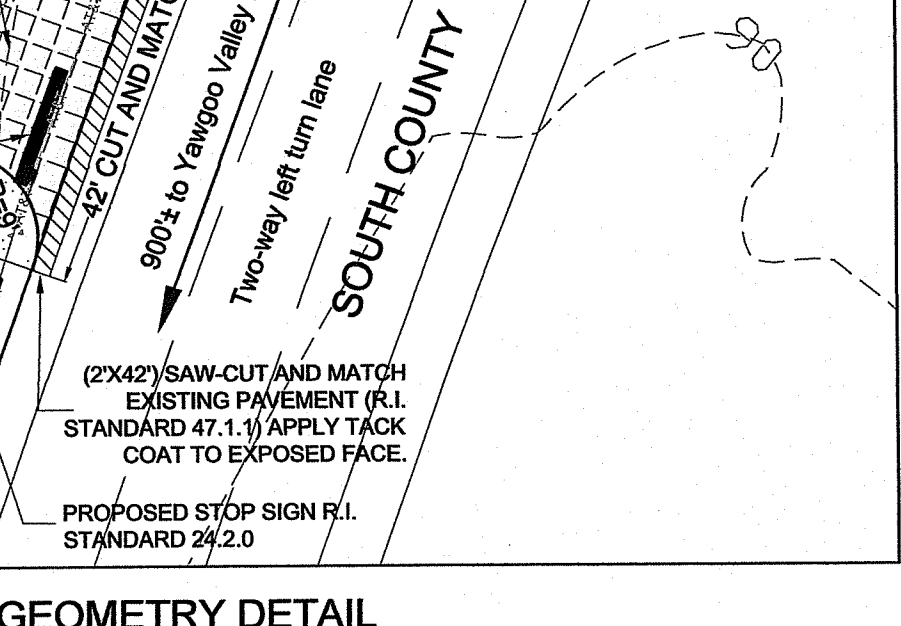 42' CUT AND MATC
900'± to Yawgoo Valley
Two-way left turn lane
SOUTH COUNTY
(2'X42') SAW-CUT AND MATCH
EXISTING PAVEMENT (R.I.
STANDARD 47.1.1) APPLY TACK
COAT TO EXPOSED FACE.
PROPOSED STOP SIGN R.I.
STANDARD 24.2.0
GEOMETRY DETAIL